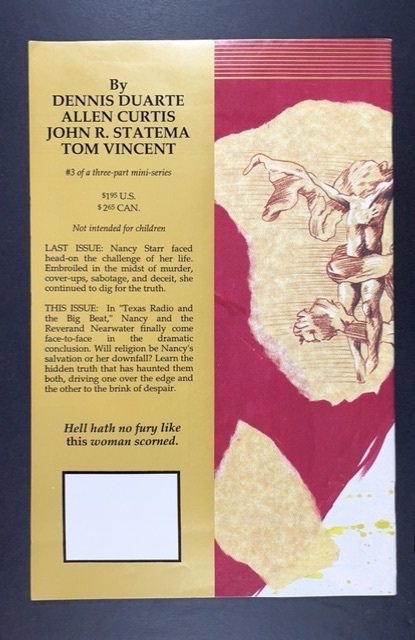 By
DENNIS DUARTE
ALLEN CURTIS
JOHN R. STATEMA
TOM VINCENT
#3 of a three-part mini-series
$1⁹⁵ U.S.
$2⁶⁵ CAN.
Not intended for children
LAST ISSUE: Nancy Starr faced
head-on the challenge of her life.
Embroiled in the midst of murder,
cover-ups, sabotage, and deceit, she
continued to dig for the truth.
THIS ISSUE: In "Texas Radio and
the Big Beat," Nancy and the
Reverand Nearwater finally come
face-to-face in the dramatic
conclusion. Will religion be Nancy's
salvation or her downfall? Learn the
hidden truth that has haunted them
both, driving one over the edge and
the other to the brink of despair.
Hell hath no fury like
this woman scorned.